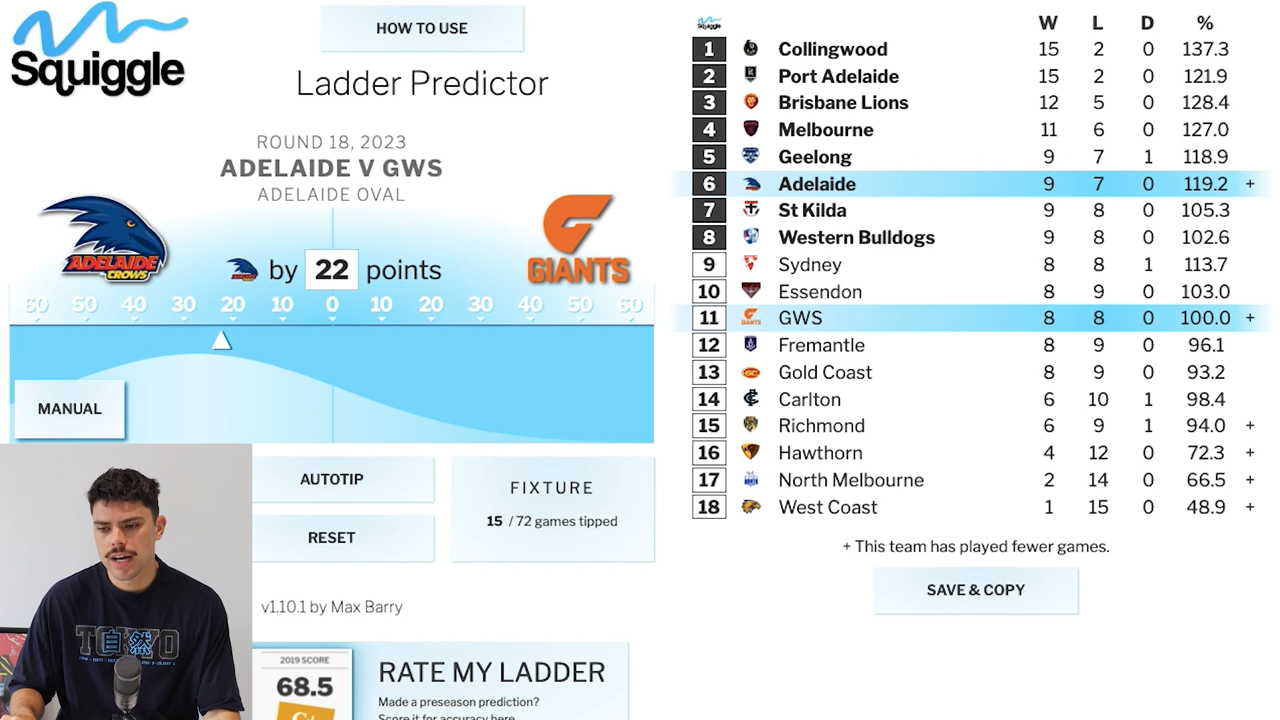 Squiggle
HOW TO USE
Ladder Predictor
ROUND 18, 2023
ADELAIDE V GWS
ADELAIDE OVAL
ADELAIDE
CROWS
GIANTS
by 22 points
60 50 40 30 20 10 0 10 20 30 40 50 60
MANUAL
AUTOTIP
RESET
FIXTURE
15 / 72 games tipped
v1.10.1 by Max Barry
2019 SCORE
68.5
RATE MY LADDER
Made a preseason prediction?
Score it for accuracy here
TOKYO
自然
W L D %
1 Collingwood 15 2 0 137.3
2 Port Adelaide 15 2 0 121.9
3 Brisbane Lions 12 5 0 128.4
4 Melbourne 11 6 0 127.0
5 Geelong 9 7 1 118.9
6 Adelaide 9 7 0 119.2 +
7 St Kilda 9 8 0 105.3
8 Western Bulldogs 9 8 0 102.6
9 Sydney 8 8 1 113.7
10 Essendon 8 9 0 103.0
11 GWS 8 8 0 100.0 +
12 Fremantle 8 9 0 96.1
13 Gold Coast 8 9 0 93.2
14 Carlton 6 10 1 98.4
15 Richmond 6 9 1 94.0 +
16 Hawthorn 4 12 0 72.3 +
17 North Melbourne 2 14 0 66.5 +
18 West Coast 1 15 0 48.9 +
+ This team has played fewer games.
SAVE & COPY